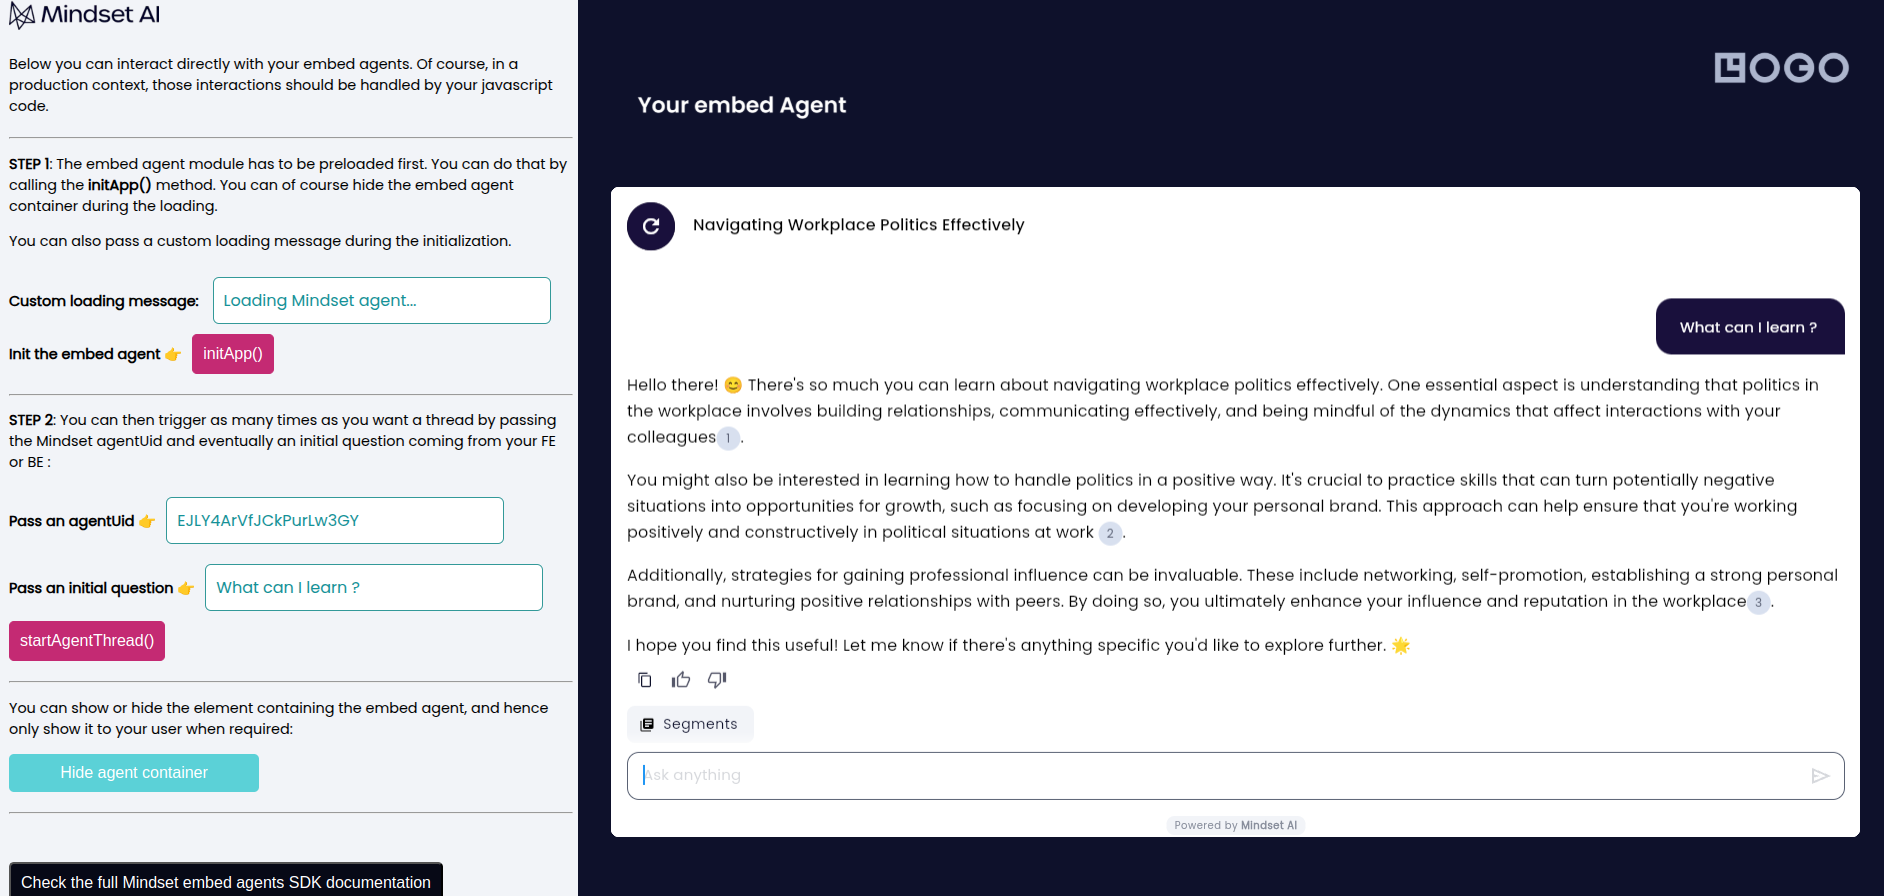 Mindset AI
Below you can interact directly with your embed agents. Of course, in a
production context, those interactions should be handled by your javascript
code.
STEP 1: The embed agent module has to be preloaded first. You can do that by
calling the initApp() method. You can of course hide the embed agent
container during the loading.
You can also pass a custom loading message during the initialization.
Custom loading message: Loading Mindset agent...
Init the embed agent 👉 initApp()
STEP 2: You can then trigger as many times as you want a thread by passing
the Mindset agentUid and eventually an initial question coming from your FE
or BE :
Pass an agentUid 👉 EJLY4ArVfJCkPurLw3GY
Pass an initial question 👉 What can I learn ?
startAgentThread()
You can show or hide the element containing the embed agent, and hence
only show it to your user when required:
Hide agent container
Check the full Mindset embed agents SDK documentation
LOGO
Your embed Agent
Navigating Workplace Politics Effectively
What can I learn ?
Hello there! 😊 There's so much you can learn about navigating workplace politics effectively. One essential aspect is understanding that politics in
the workplace involves building relationships, communicating effectively, and being mindful of the dynamics that affect interactions with your
colleagues 1.
You might also be interested in learning how to handle politics in a positive way. It's crucial to practice skills that can turn potentially negative
situations into opportunities for growth, such as focusing on developing your personal brand. This approach can help ensure that you're working
positively and constructively in political situations at work 2.
Additionally, strategies for gaining professional influence can be invaluable. These include networking, self-promotion, establishing a strong personal
brand, and nurturing positive relationships with peers. By doing so, you ultimately enhance your influence and reputation in the workplace 3.
I hope you find this useful! Let me know if there's anything specific you'd like to explore further. 🌟
Segments
Ask anything
Powered by Mindset AI